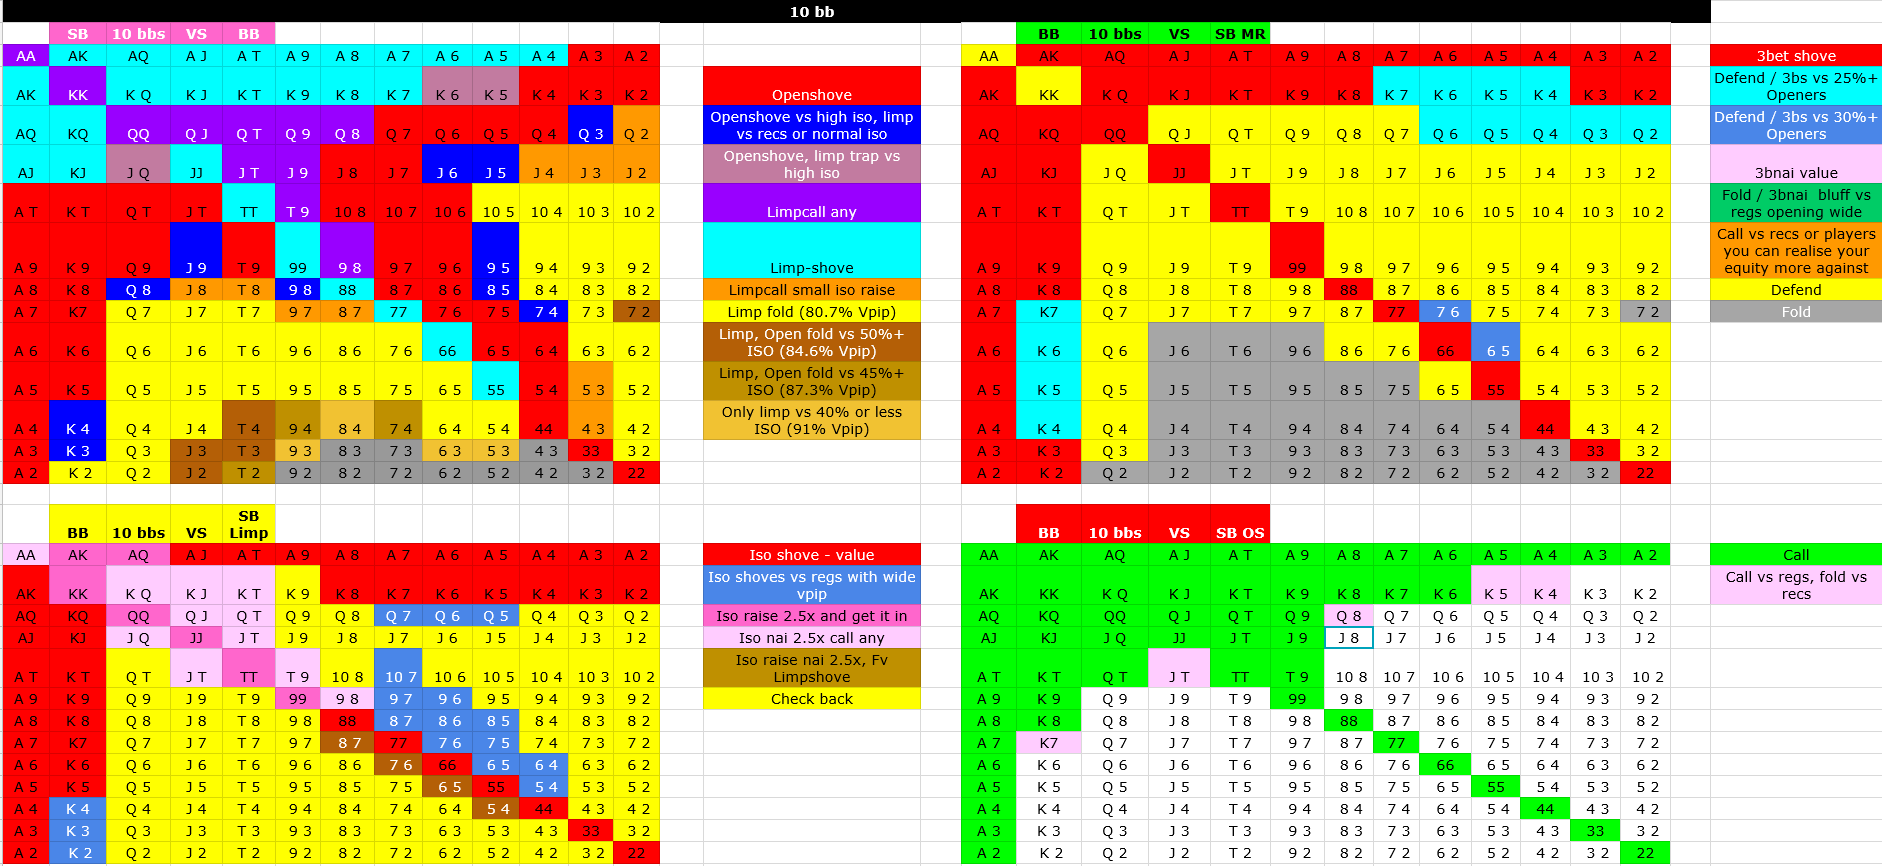 10 bb
SB 10 bbs VS BB
AA AK AQ A J A T A 9 A 8 A 7 A 6 A 5 A 4 A 3 A 2
AK KK K Q K J K T K 9 K 8 K 7 K 6 K 5 K 4 K 3 K 2
AQ KQ QQ Q J Q T Q 9 Q 8 Q 7 Q 6 Q 5 Q 4 Q 3 Q 2
AJ KJ J Q JJ J T J 9 J 8 J 7 J 6 J 5 J 4 J 3 J 2
A T K T Q T J T TT T 9 10 8 10 7 10 6 10 5 10 4 10 3 10 2
A 9 K 9 Q 9 J 9 T 9 99 9 8 9 7 9 6 9 5 9 4 9 3 9 2
A 8 K 8 Q 8 J 8 T 8 9 8 88 8 7 8 6 8 5 8 4 8 3 8 2
A 7 K7 Q 7 J 7 T 7 9 7 8 7 77 7 6 7 5 7 4 7 3 7 2
A 6 K 6 Q 6 J 6 T 6 9 6 8 6 7 6 66 6 5 6 4 6 3 6 2
A 5 K 5 Q 5 J 5 T 5 9 5 8 5 7 5 6 5 55 5 4 5 3 5 2
A 4 K 4 Q 4 J 4 T 4 9 4 8 4 7 4 6 4 5 4 44 4 3 4 2
A 3 K 3 Q 3 J 3 T 3 9 3 8 3 7 3 6 3 5 3 4 3 33 3 2
A 2 K 2 Q 2 J 2 T 2 9 2 8 2 7 2 6 2 5 2 4 2 3 2 22
Openshove
Openshove vs high iso, limp
vs recs or normal iso
Openshove, limp trap vs
high iso
Limpcall any
Limp-shove
Limpcall small iso raise
Limp fold (80.7% Vpip)
Limp, Open fold vs 50%+
ISO (84.6% Vpip)
Limp, Open fold vs 45%+
ISO (87.3% Vpip)
Only limp vs 40% or less
ISO (91% Vpip)
BB 10 bbs VS SB MR
AA AK AQ A J A T A 9 A 8 A 7 A 6 A 5 A 4 A 3 A 2
AK KK K Q K J K T K 9 K 8 K 7 K 6 K 5 K 4 K 3 K 2
AQ KQ QQ Q J Q T Q 9 Q 8 Q 7 Q 6 Q 5 Q 4 Q 3 Q 2
AJ KJ J Q JJ J T J 9 J 8 J 7 J 6 J 5 J 4 J 3 J 2
A T K T Q T J T TT T 9 10 8 10 7 10 6 10 5 10 4 10 3 10 2
A 9 K 9 Q 9 J 9 T 9 99 9 8 9 7 9 6 9 5 9 4 9 3 9 2
A 8 K 8 Q 8 J 8 T 8 9 8 88 8 7 8 6 8 5 8 4 8 3 8 2
A 7 K7 Q 7 J 7 T 7 9 7 8 7 77 7 6 7 5 7 4 7 3 7 2
A 6 K 6 Q 6 J 6 T 6 9 6 8 6 7 6 66 6 5 6 4 6 3 6 2
A 5 K 5 Q 5 J 5 T 5 9 5 8 5 7 5 6 5 55 5 4 5 3 5 2
A 4 K 4 Q 4 J 4 T 4 9 4 8 4 7 4 6 4 5 4 44 4 3 4 2
A 3 K 3 Q 3 J 3 T 3 9 3 8 3 7 3 6 3 5 3 4 3 33 3 2
A 2 K 2 Q 2 J 2 T 2 9 2 8 2 7 2 6 2 5 2 4 2 3 2 22
3bet shove
Defend / 3bs vs 25%+
Openers
Defend / 3bs vs 30%+
Openers
3bnai value
Fold / 3bnai bluff vs
regs opening wide
Call vs recs or players
you can realise your
equity more against
Defend
Fold
SB
BB 10 bbs VS Limp
AA AK AQ A J A T A 9 A 8 A 7 A 6 A 5 A 4 A 3 A 2
AK KK K Q K J K T K 9 K 8 K 7 K 6 K 5 K 4 K 3 K 2
AQ KQ QQ Q J Q T Q 9 Q 8 Q 7 Q 6 Q 5 Q 4 Q 3 Q 2
AJ KJ J Q JJ J T J 9 J 8 J 7 J 6 J 5 J 4 J 3 J 2
A T K T Q T J T TT T 9 10 8 10 7 10 6 10 5 10 4 10 3 10 2
A 9 K 9 Q 9 J 9 T 9 99 9 8 9 7 9 6 9 5 9 4 9 3 9 2
A 8 K 8 Q 8 J 8 T 8 9 8 88 8 7 8 6 8 5 8 4 8 3 8 2
A 7 K7 Q 7 J 7 T 7 9 7 8 7 77 7 6 7 5 7 4 7 3 7 2
A 6 K 6 Q 6 J 6 T 6 9 6 8 6 7 6 66 6 5 6 4 6 3 6 2
A 5 K 5 Q 5 J 5 T 5 9 5 8 5 7 5 6 5 55 5 4 5 3 5 2
A 4 K 4 Q 4 J 4 T 4 9 4 8 4 7 4 6 4 5 4 44 4 3 4 2
A 3 K 3 Q 3 J 3 T 3 9 3 8 3 7 3 6 3 5 3 4 3 33 3 2
A 2 K 2 Q 2 J 2 T 2 9 2 8 2 7 2 6 2 5 2 4 2 3 2 22
Iso shove - value
Iso shoves vs regs with wide
vpip
Iso raise 2.5x and get it in
Iso nai 2.5x call any
Iso raise nai 2.5x, Fv
Limpshove
Check back
BB 10 bbs VS SB OS
AA AK AQ A J A T A 9 A 8 A 7 A 6 A 5 A 4 A 3 A 2
AK KK K Q K J K T K 9 K 8 K 7 K 6 K 5 K 4 K 3 K 2
AQ KQ QQ Q J Q T Q 9 Q 8 Q 7 Q 6 Q 5 Q 4 Q 3 Q 2
AJ KJ J Q JJ J T J 9 J 8 J 7 J 6 J 5 J 4 J 3 J 2
A T K T Q T J T TT T 9 10 8 10 7 10 6 10 5 10 4 10 3 10 2
A 9 K 9 Q 9 J 9 T 9 99 9 8 9 7 9 6 9 5 9 4 9 3 9 2
A 8 K 8 Q 8 J 8 T 8 9 8 88 8 7 8 6 8 5 8 4 8 3 8 2
A 7 K7 Q 7 J 7 T 7 9 7 8 7 77 7 6 7 5 7 4 7 3 7 2
A 6 K 6 Q 6 J 6 T 6 9 6 8 6 7 6 66 6 5 6 4 6 3 6 2
A 5 K 5 Q 5 J 5 T 5 9 5 8 5 7 5 6 5 55 5 4 5 3 5 2
A 4 K 4 Q 4 J 4 T 4 9 4 8 4 7 4 6 4 5 4 44 4 3 4 2
A 3 K 3 Q 3 J 3 T 3 9 3 8 3 7 3 6 3 5 3 4 3 33 3 2
A 2 K 2 Q 2 J 2 T 2 9 2 8 2 7 2 6 2 5 2 4 2 3 2 22
Call
Call vs regs, fold vs
recs